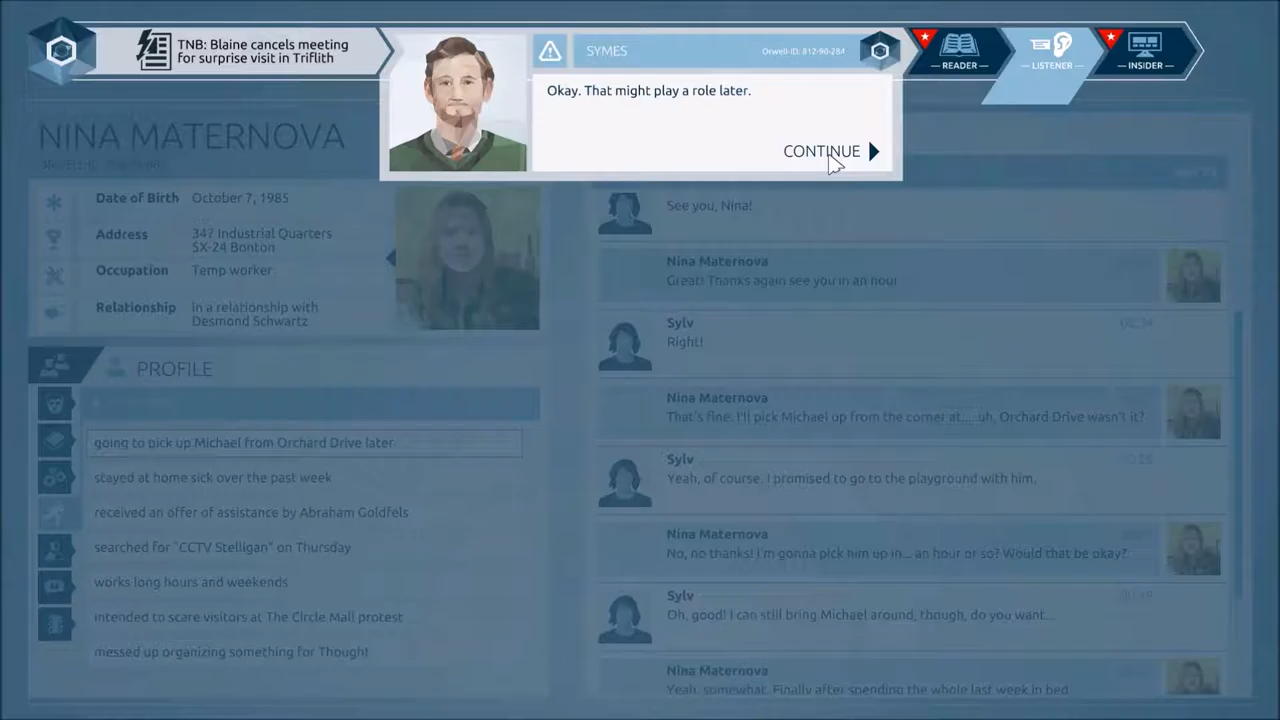 TNB: Blaine cancels meeting
for surprise visit in Triflith
SYMES
Orwell-ID: 812-90-284
Okay. That might play a role later.
CONTINUE
— READER —
— LISTENER —
— INSIDER —
NINA MATERNOVA
Date of Birth October 7, 1985
Address 347 Industrial Quarters
SX-24 Bonton
Occupation Temp worker
Relationship in a relationship with
Desmond Schwartz
PROFILE
going to pick up Michael from Orchard Drive later
stayed at home sick over the past week
received an offer of assistance by Abraham Goldfels
searched for "CCTV Stelligan" on Thursday
works long hours and weekends
intended to scare visitors at The Circle Mall protest
messed up organizing something for Thought
See you, Nina!
Nina Maternova
Great! Thanks again see you in an hour
Sylv
Right!
Nina Maternova
That's fine. I'll pick Michael up from the corner at.....uh, Orchard Drive wasn't it?
Sylv
Yeah, of course. I promised to go to the playground with him.
Nina Maternova
No, no thanks! I'm gonna pick him up in... an hour or so? Would that be okay?
Sylv
Oh, good! I can still bring Michael around, though, do you want...
Nina Maternova
Yeah, somewhat. Finally after spending the whole last week in bed